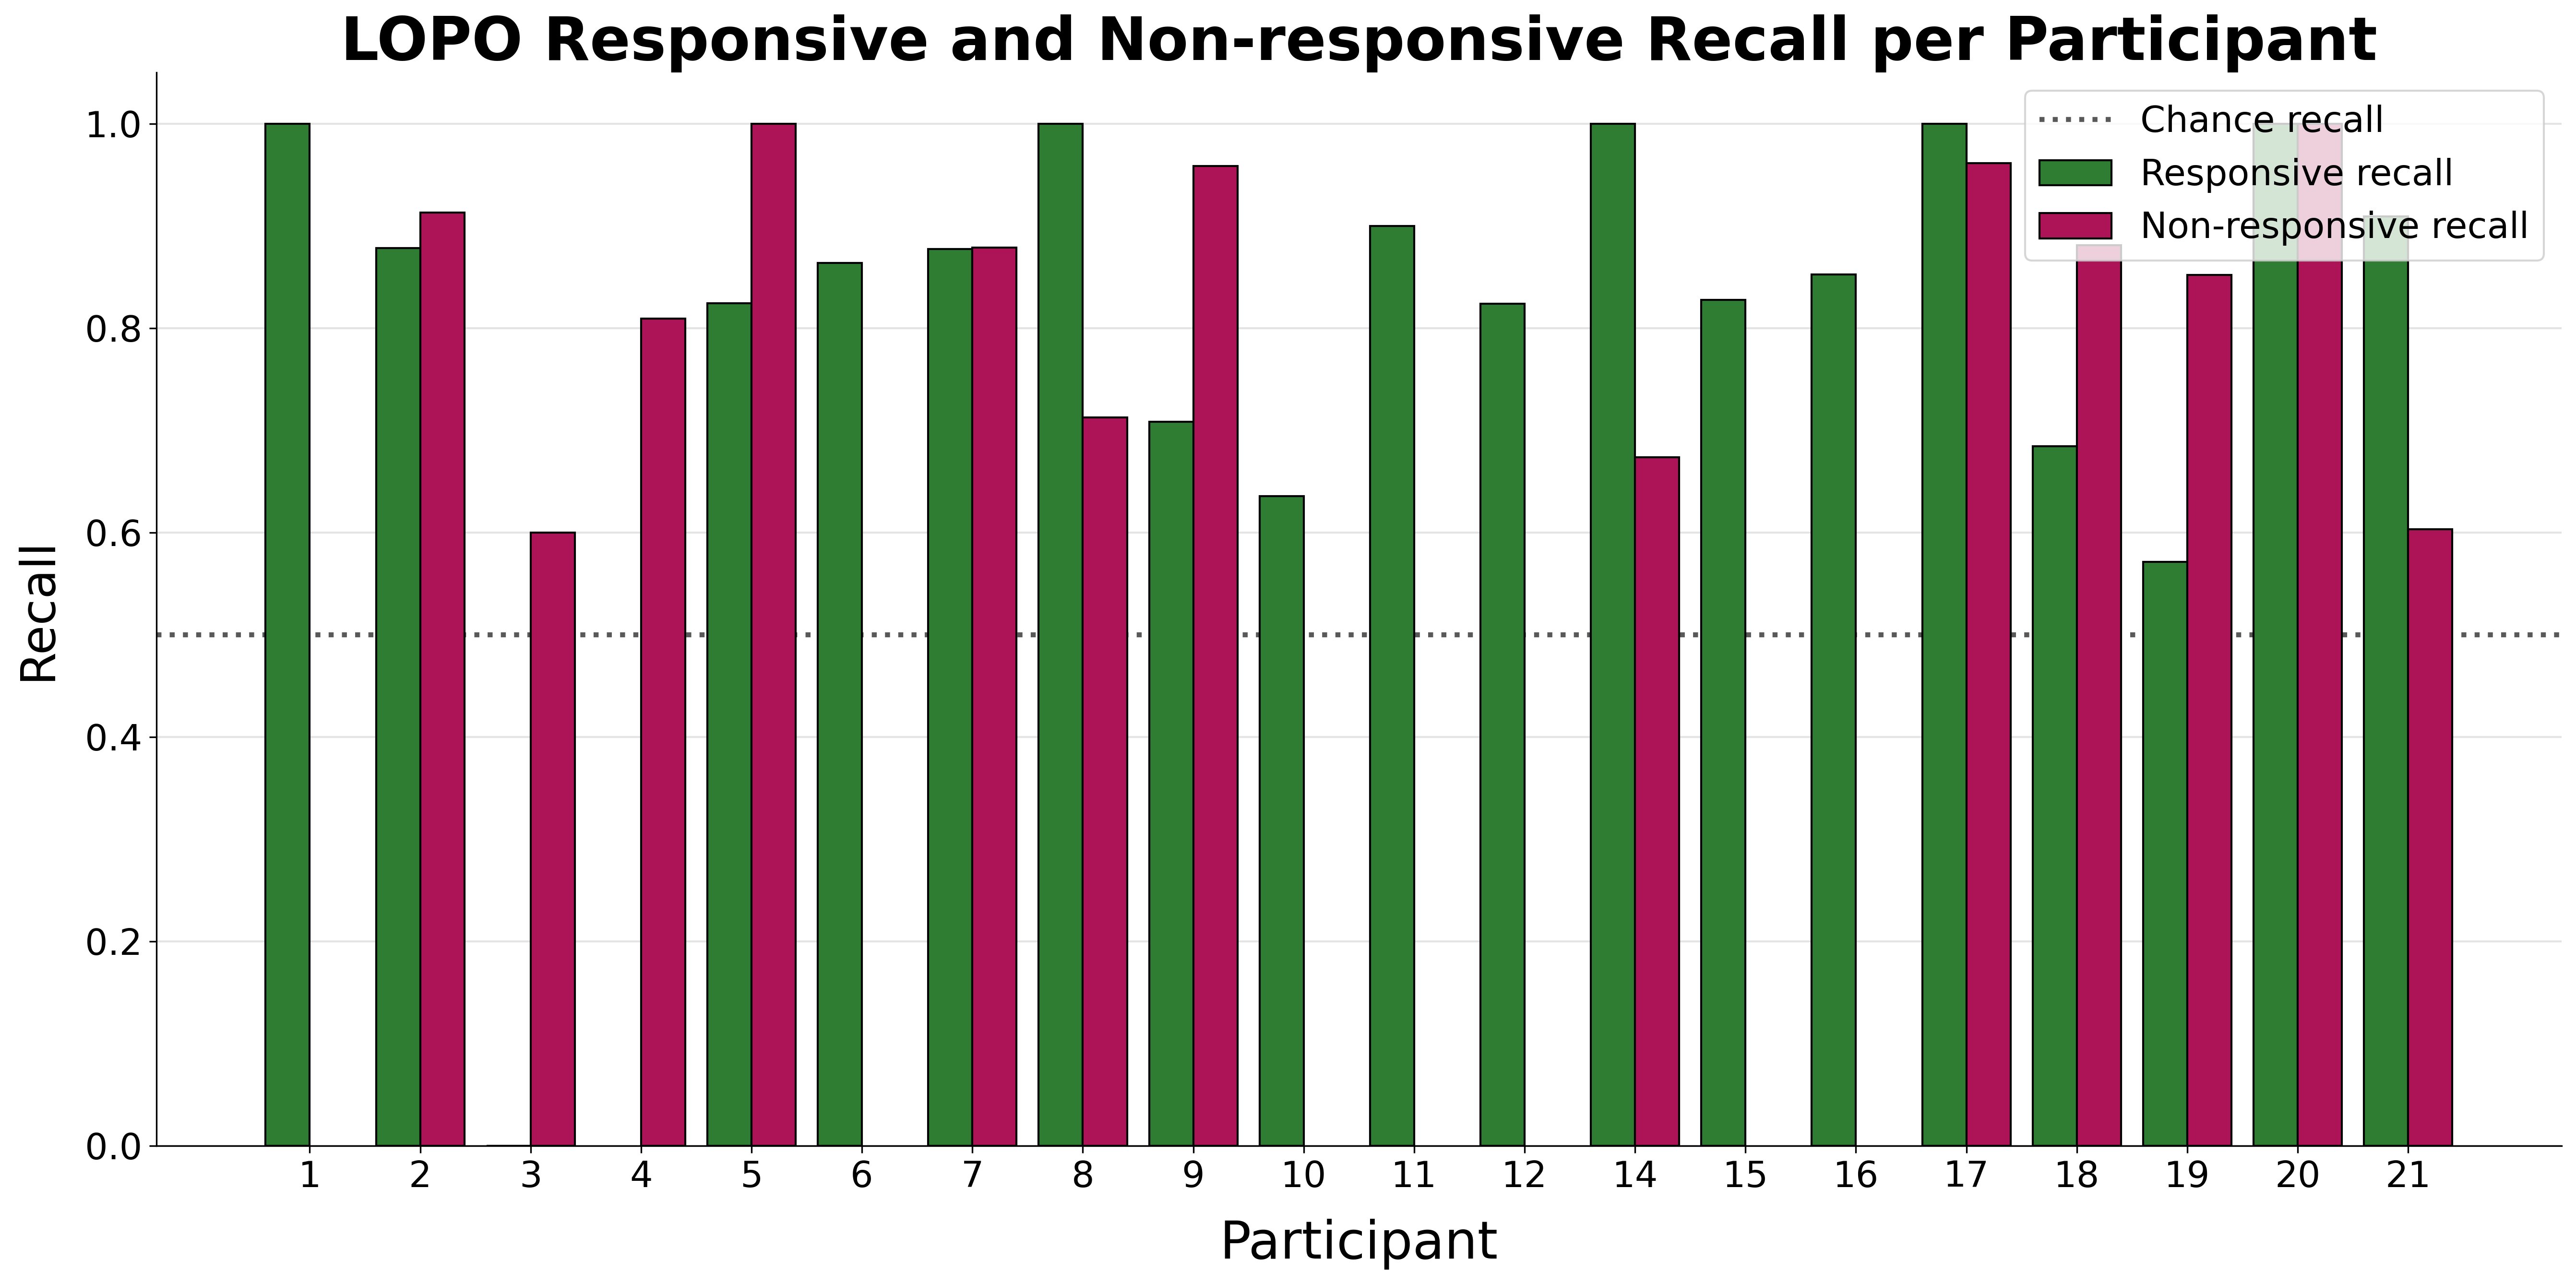 LOPO Responsive and Non-responsive Recall per Participant
Chance recall
Responsive recall
Non-responsive recall
Recall
1.0
0.8
0.6
0.4
0.2
0.0
1 2 3 4 5 6 7 8 9 10 11 12 14 15 16 17 18 19 20 21
Participant